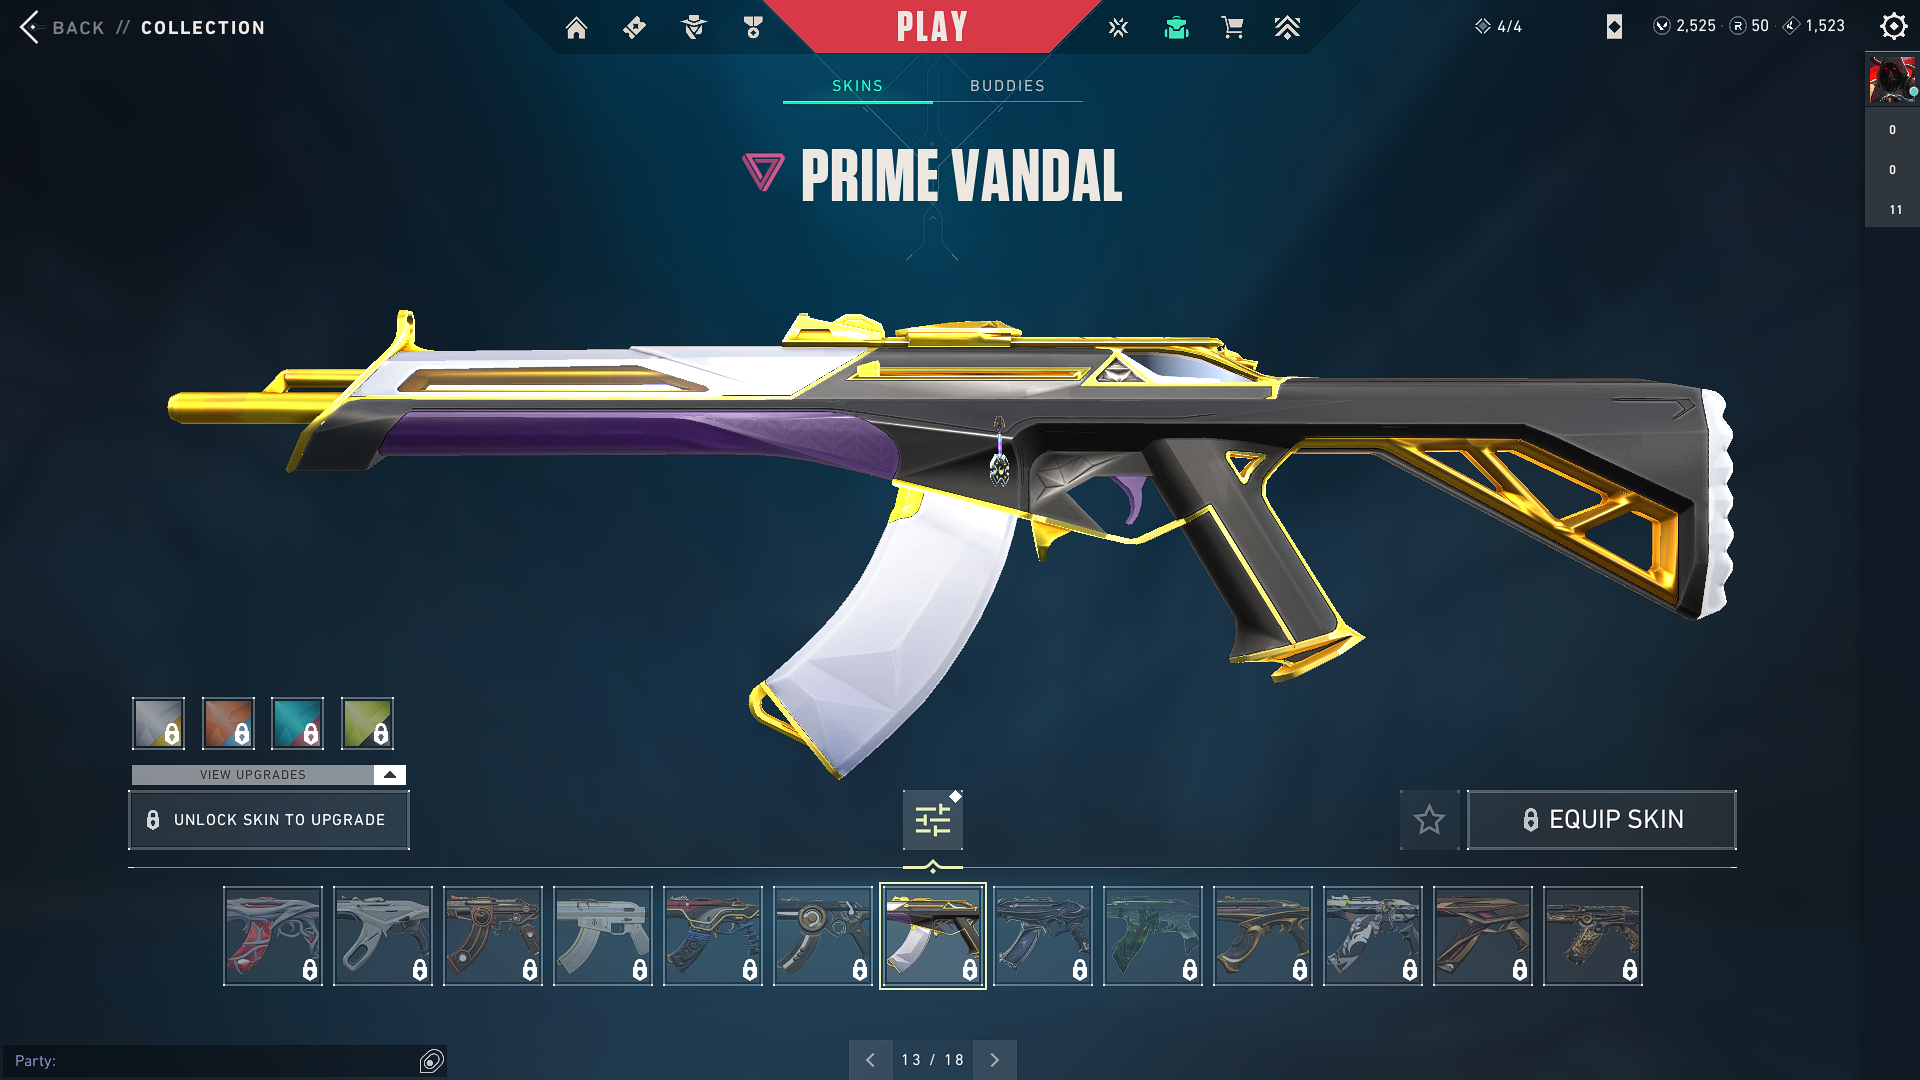 BACK // COLLECTION
PLAY
4/4
2,525
50
1,523
SKINS
BUDDIES
0
0
11
PRIME VANDAL
VIEW UPGRADES
UNLOCK SKIN TO UPGRADE
EQUIP SKIN
Party:
13 / 18